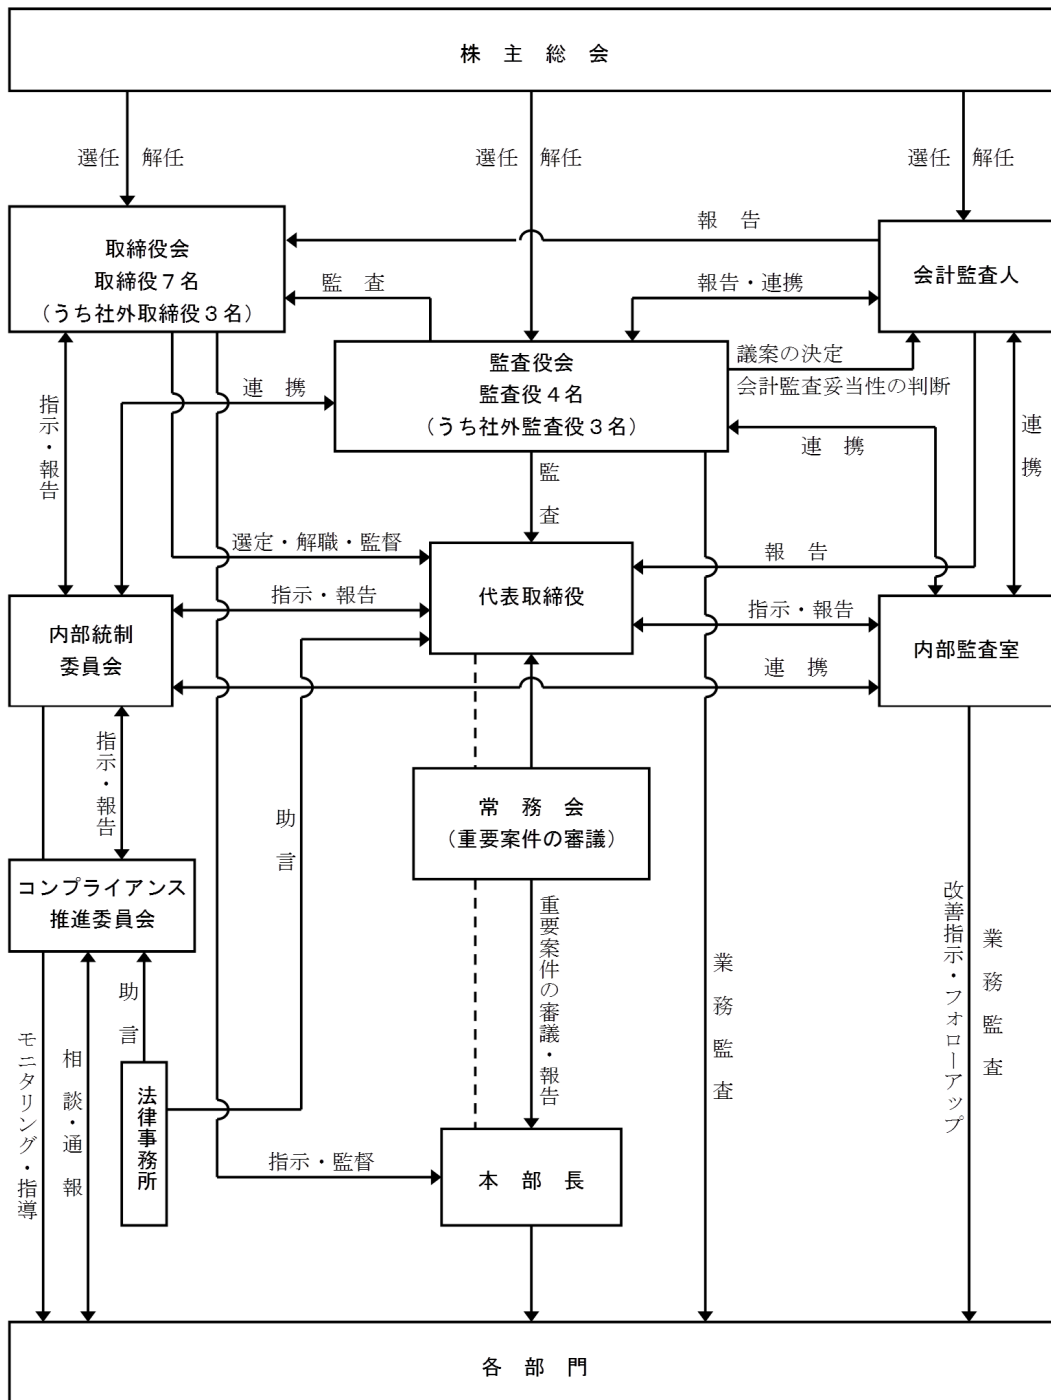 株　主　総　会
選任　解任
選任　解任
選任　解任
取締役会
取締役７名
（うち社外取締役３名）
報　告
会計監査人
監　査
報告・連携
監査役会
監査役４名
（うち社外監査役３名）
議案の決定
会計監査妥当性の判断
連　携
指示・報告
連　携
連　携
監　査
選定・解職・監督
代表取締役
報　告
指示・報告
指示・報告
内部統制
委員会
内部監査室
連　携
指示・報告
助　言
常　務　会
（重要案件の審議）
コンプライアンス
推進委員会
重要案件の審議・報告
業　務　監　査
改善指示・フォローアップ
業　務　監　査
助　言
モニタリング・指導
相　談・通　報
法律事務所
指示・監督
本　部　長
各　部　門